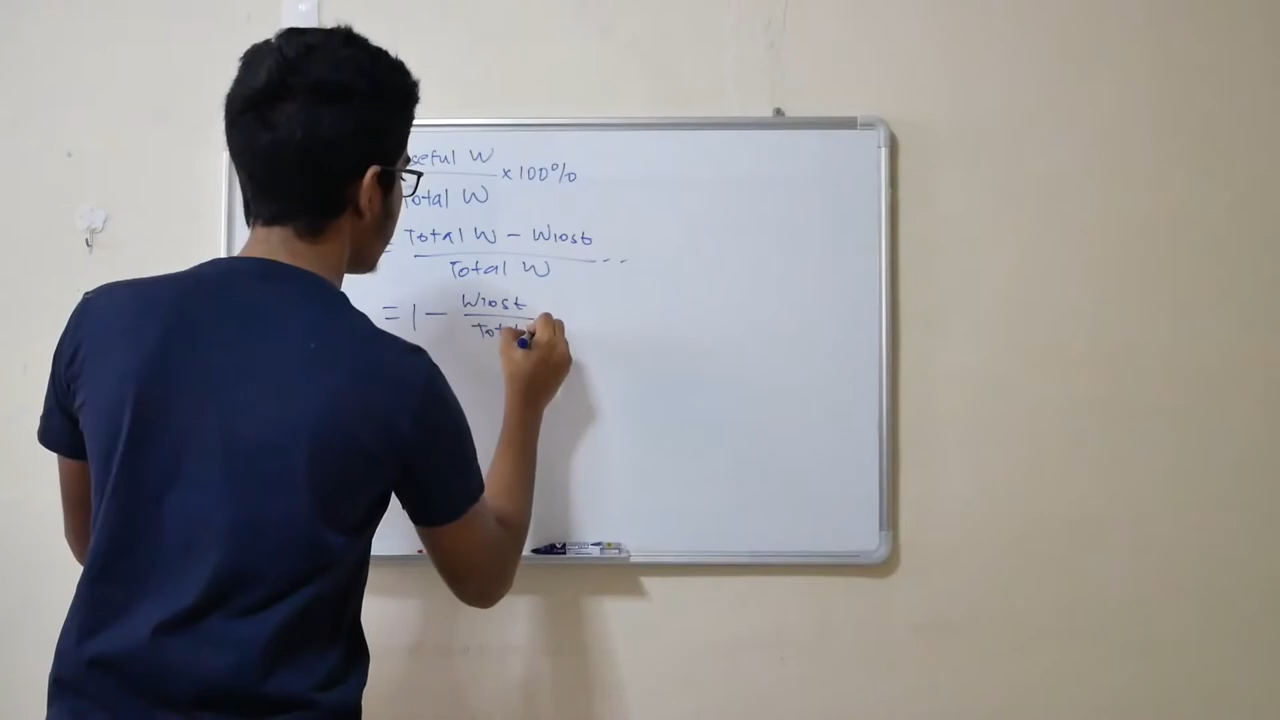 seful W
× 100%
Total W
= Total W - Wlost
Total W ...
= 1 - Wlost